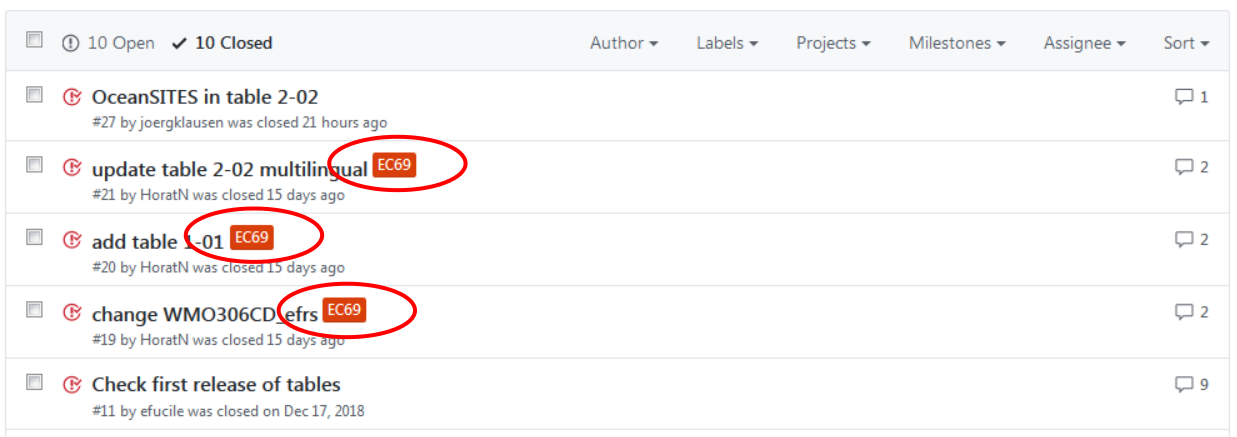 10 Open 10 Closed Author Labels Projects Milestones Assignee Sort
OceanSITES in table 2-02 1
#27 by joergklausen was closed 21 hours ago
update table 2-02 multilingual EC69 2
#21 by HoratN was closed 15 days ago
add table 1-01 EC69 2
#20 by HoratN was closed 15 days ago
change WMO306CD_efrs EC69 2
#19 by HoratN was closed 15 days ago
Check first release of tables 9
#11 by efucile was closed on Dec 17, 2018